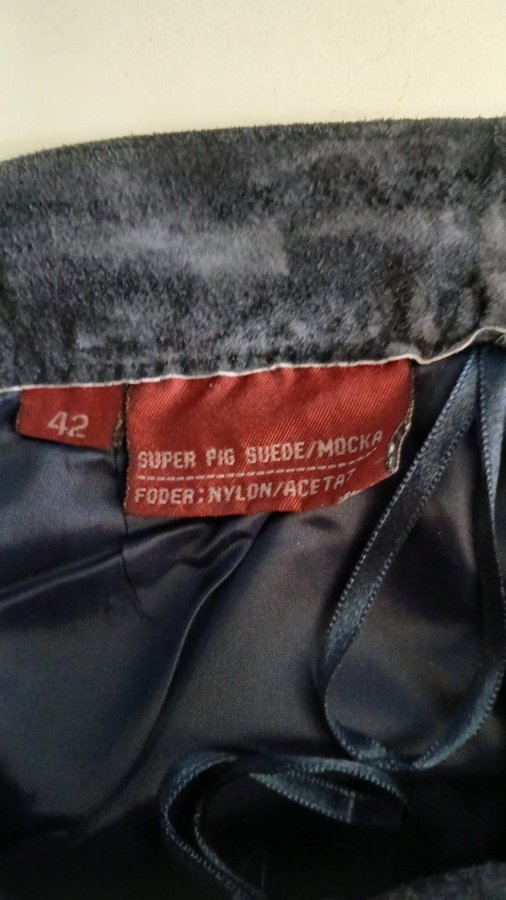 42
SUPER PIG SUEDE/MOCKA
FODER:NYLON/ACETAT